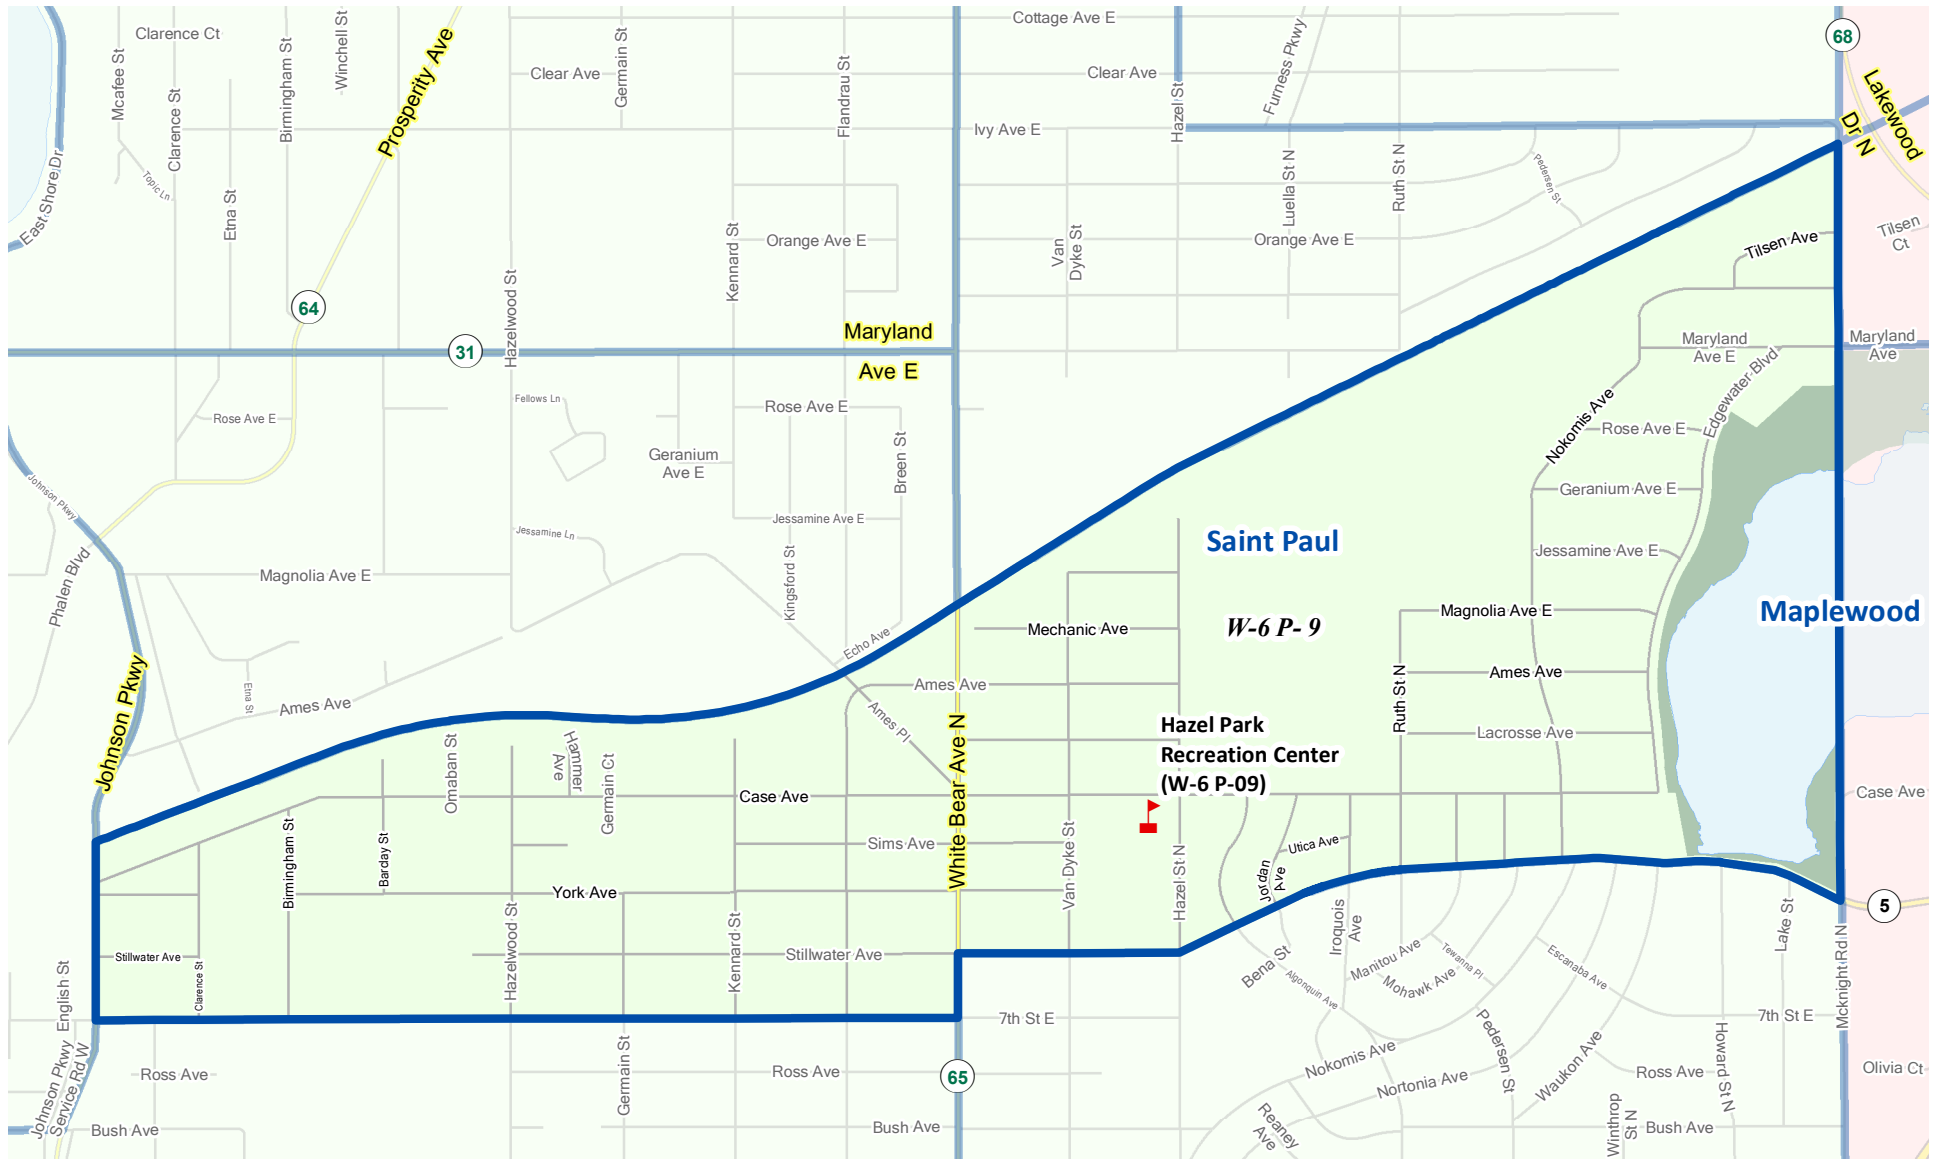 Clarence Ct
Mcafee St
Clarence St
Birmingham St
Winchell St
Prosperity Ave
Clear Ave
Germain St
Flandrau St
Cottage Ave E
Clear Ave
Ivy Ave E
Hazel St
Furness Pkwy
68
Lakewood
Dr N
East Shore Dr
Topic Ln
Etna St
Hazelwood St
Kennard St
Orange Ave E
Van
Dyke St
Luella St N
Orange Ave E
Ruth St N
Pedersen St
Tilsen Ave
Tilsen
Ct
64
31
Maryland
Ave E
Maryland
Ave E
Maryland
Ave
Edgewater Blvd
Nokomis Ave
Rose Ave E
Fellows Ln
Rose Ave E
Rose Ave E
Geranium
Ave E
Breen St
Geranium Ave E
Johnson Pkwy
Jessamine Ln
Jessamine Ave E
Saint Paul
Jessamine Ave E
Phalen Blvd
Magnolia Ave E
Kingsford St
Echo Ave
Mechanic Ave
W-6 P- 9
Magnolia Ave E
Maplewood
Johnson Pkwy
Etna St
Ames Ave
Ames Ave
Ames Pl
Ames Ave
Ruth St N
Lacrosse Ave
Hazel Park
Recreation Center
(W-6 P-09)
White Bear Ave N
Omaban St
Hammer
Ave
Germain Ct
Case Ave
Case Ave
Birmingham St
Barday St
Sims Ave
Van Dyke St
Hazel St N
Jordan
Ave
Utica Ave
York Ave
5
Stillwater Ave
Clarence St
Hazelwood St
Kennard St
Stillwater Ave
Bena St
Iroquois
Ave
Algonquin Ave
Manitou Ave
Mohawk Ave
Tewanna Pl
Escanaba Ave
Lake St
Mcknight Rd N
English St
7th St E
7th St E
Johnson Pkwy
Service Rd W
Ross Ave
Germain St
Ross Ave
65
Nokomis Ave
Nortonia Ave
Pedersen St
Waukon Ave
Ross Ave
Howard St N
Olivia Ct
Bush Ave
Bush Ave
Reaney
Ave
Winthrop
St N
Bush Ave